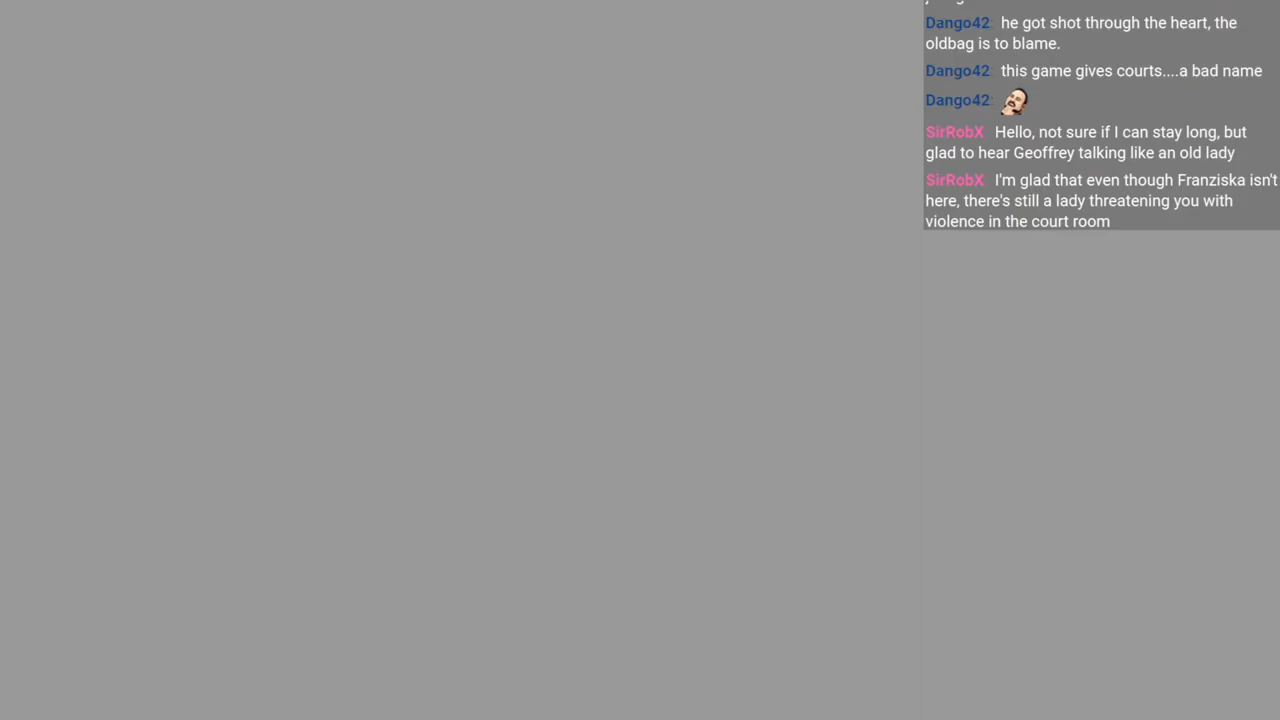 Dango42: he got shot through the heart, the
oldbag is to blame.
Dango42: this game gives courts....a bad name
Dango42:
SirRobX Hello, not sure if I can stay long, but
glad to hear Geoffrey talking like an old lady
SirRobX I'm glad that even though Franziska isn't
here, there's still a lady threatening you with
violence in the court room